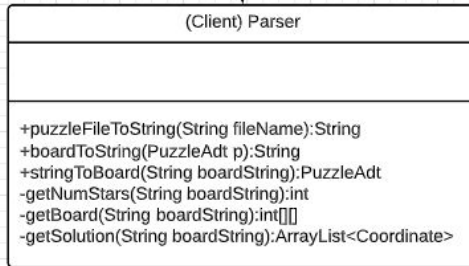 (Client) Parser
+puzzleFileToString(String fileName):String
+boardToString(PuzzleAdt p):String
+stringToBoard(String boardString):PuzzleAdt
-getNumStars(String boardString):int
-getBoard(String boardString):int[][]
-getSolution(String boardString):ArrayList<Coordinate>